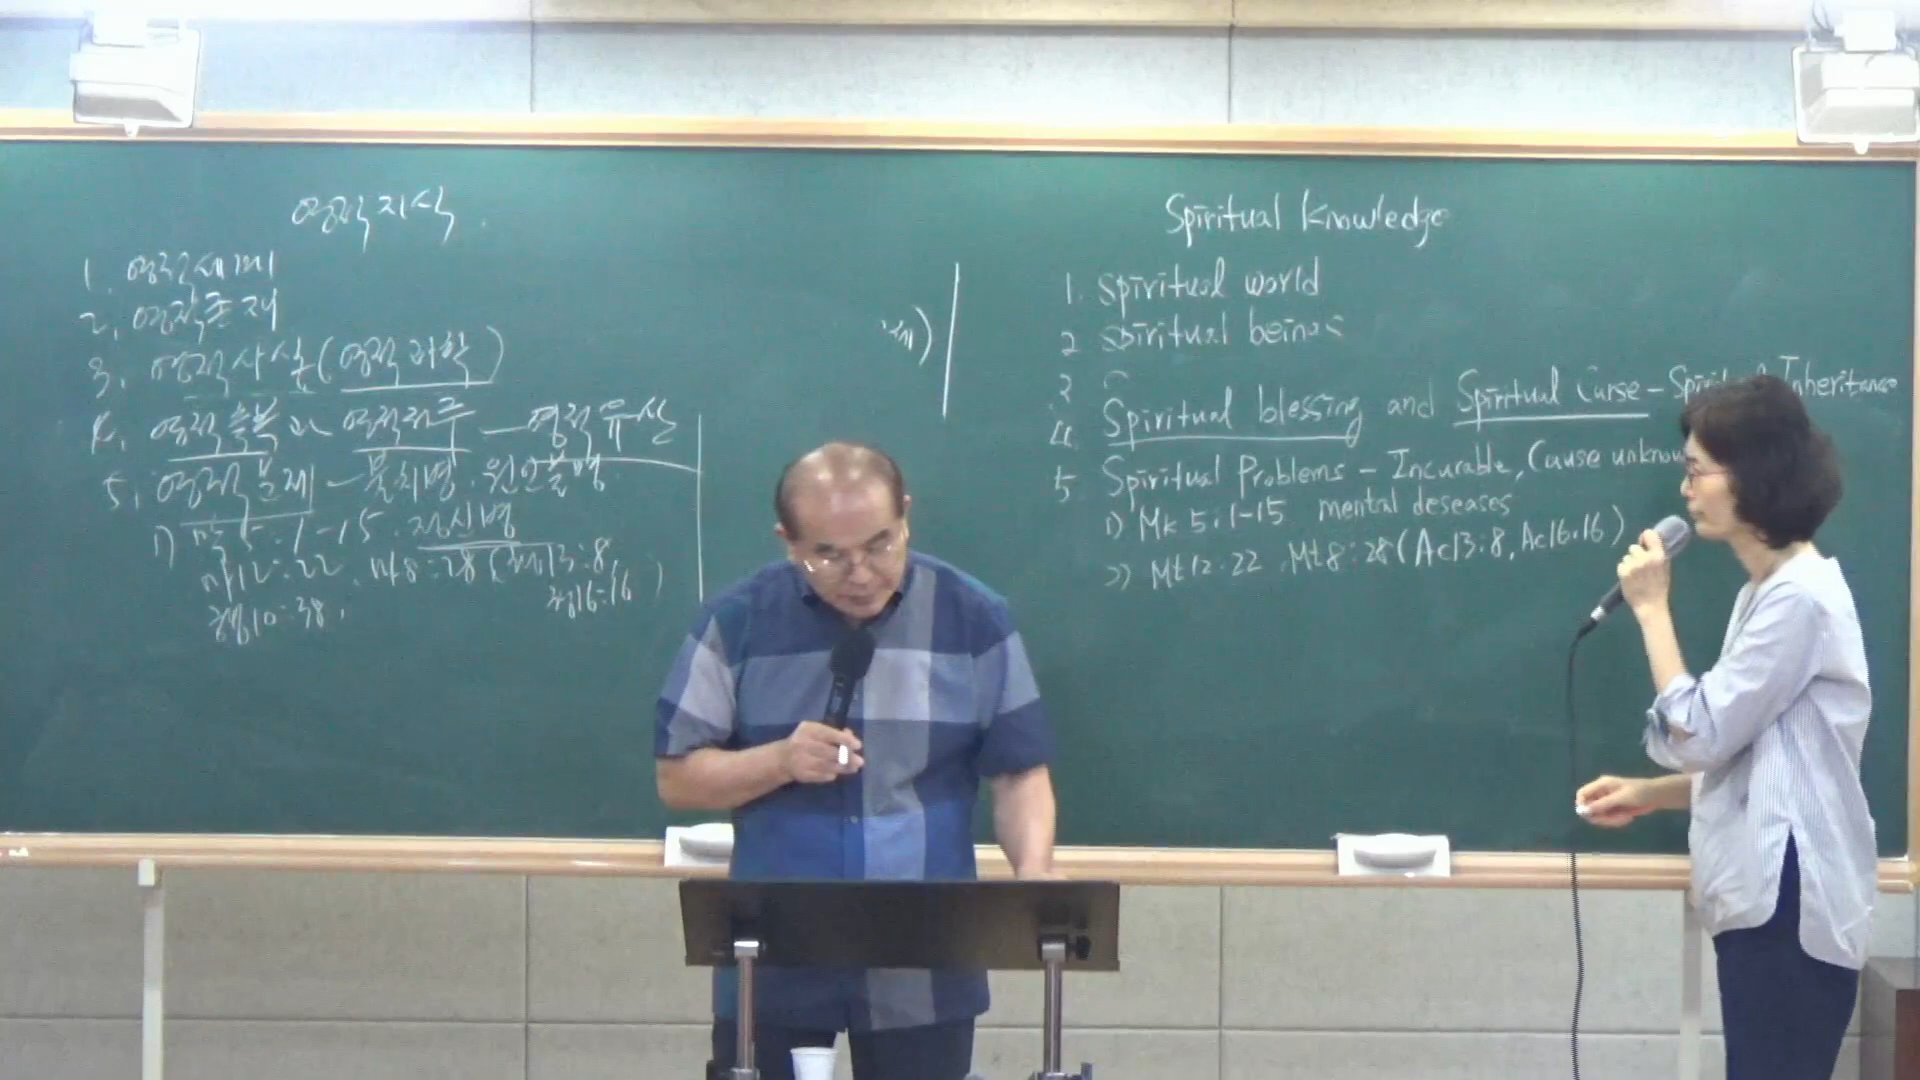 영적지식
1. 영적세계
2. 영적존재
3. 영적사실(영적과학)
4. 영적축복과 영적저주 - 영적유산
5. 영적문제 - 불치병. 원인불명.
1) 막5:1-15. 정신병
마12:22, 마8:28 (행13:8,
행16:16)
행10:38,
Spiritual Knowledge
1. Spiritual world
2 spiritual beings
3
4. Spiritual blessing and Spiritual Curse - Inheritance
5 Spiritual Problems - Incurable, Cause
1) Mk 5:1-15 mental deseases
2) Mt12:22, Mt8:28 (Ac13:8, Ac16:16)